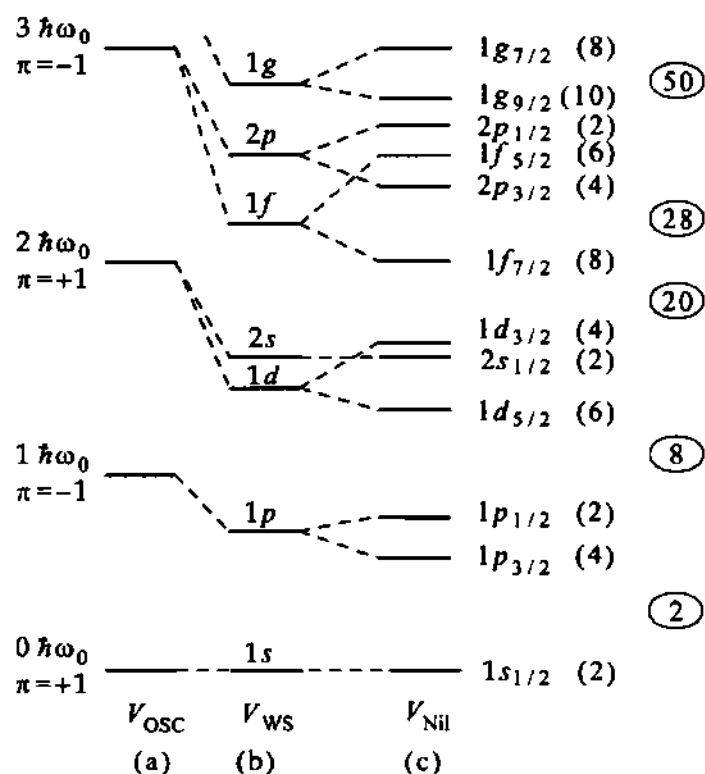 3 ℏω₀
π=−1
1g
1g₇/₂ (8)
50
1g₉/₂ (10)
2p
2p₁/₂ (2)
1f₅/₂ (6)
2p₃/₂ (4)
1f
28
2 ℏω₀
π=+1
1f₇/₂ (8)
20
2s
1d₃/₂ (4)
2s₁/₂ (2)
1d
1d₅/₂ (6)
1 ℏω₀
π=−1
8
1p
1p₁/₂ (2)
1p₃/₂ (4)
2
0 ℏω₀
π=+1
1s
1s₁/₂ (2)
V_OSC V_WS V_Nil
(a) (b) (c)